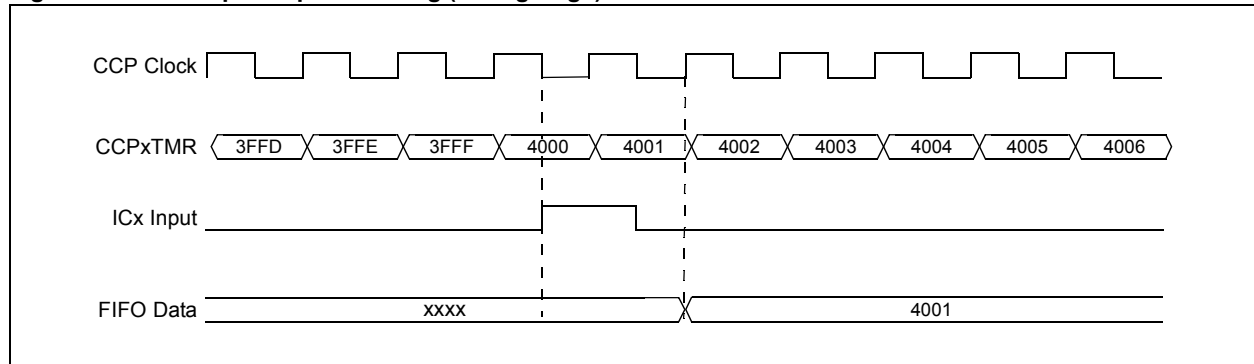 CCP Clock
CCPxTMR 3FFD 3FFE 3FFF 4000 4001 4002 4003 4004 4005 4006
ICx Input
FIFO Data xxxx 4001